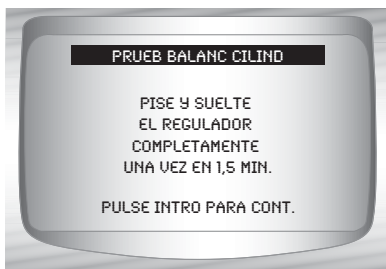 PRUEB BALANC CILIND
PISE Y SUELTE
EL REGULADOR
COMPLETAMENTE
UNA VEZ EN 1,5 MIN.
PULSE INTRO PARA CONT.